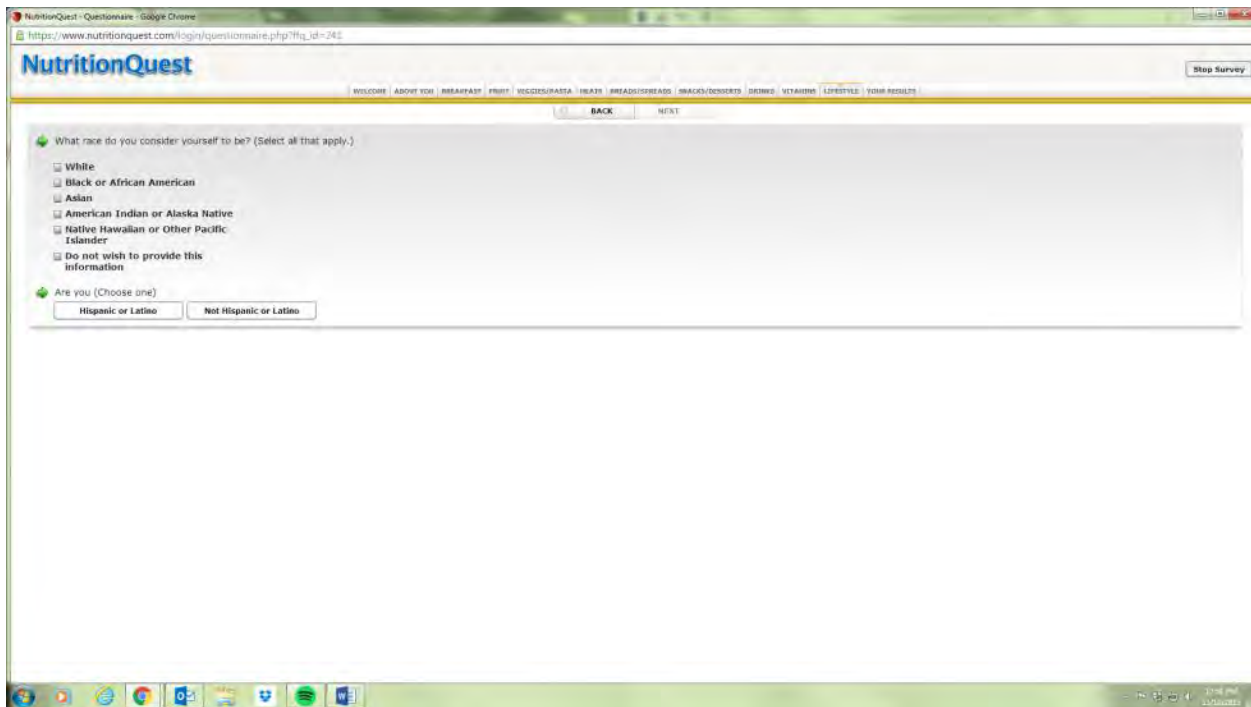 NutritionQuest - Questionnaire - Google Chrome
https://www.nutritionquest.com/login/questionnaire.php?ffq_id=241
NutritionQuest
Stop Survey
WELCOME ABOUT YOU BREAKFAST FRUIT VEGGIES/PASTA MEATS BREADS/SPREADS SNACKS/DESSERTS DRINKS VITAMINS LIFESTYLE YOUR RESULTS
BACK NEXT
What race do you consider yourself to be? (Select all that apply.)
White
Black or African American
Asian
American Indian or Alaska Native
Native Hawaiian or Other Pacific
Islander
Do not wish to provide this
information
Are you (Choose one)
Hispanic or Latino Not Hispanic or Latino